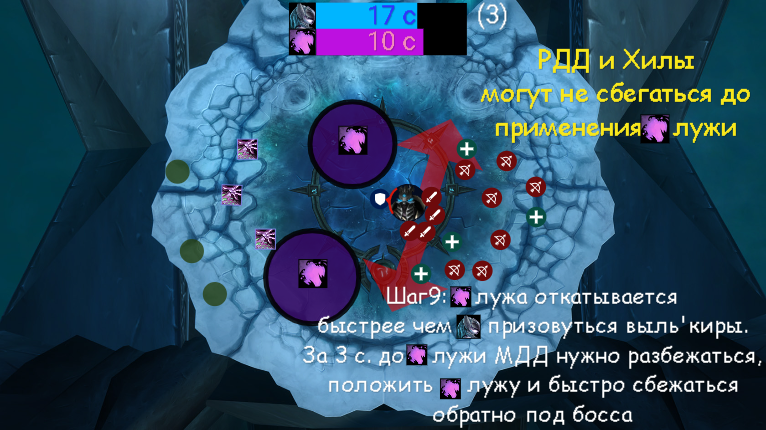 17 с (3)
10 с
РДД и Хилы
могут не сбегаться до
применения лужи
Шаг9: лужа откатывается
быстрее чем призовуться выль'киры.
За 3 с. до лужи МДД нужно разбежаться,
положить лужу и быстро сбежаться
обратно под босса